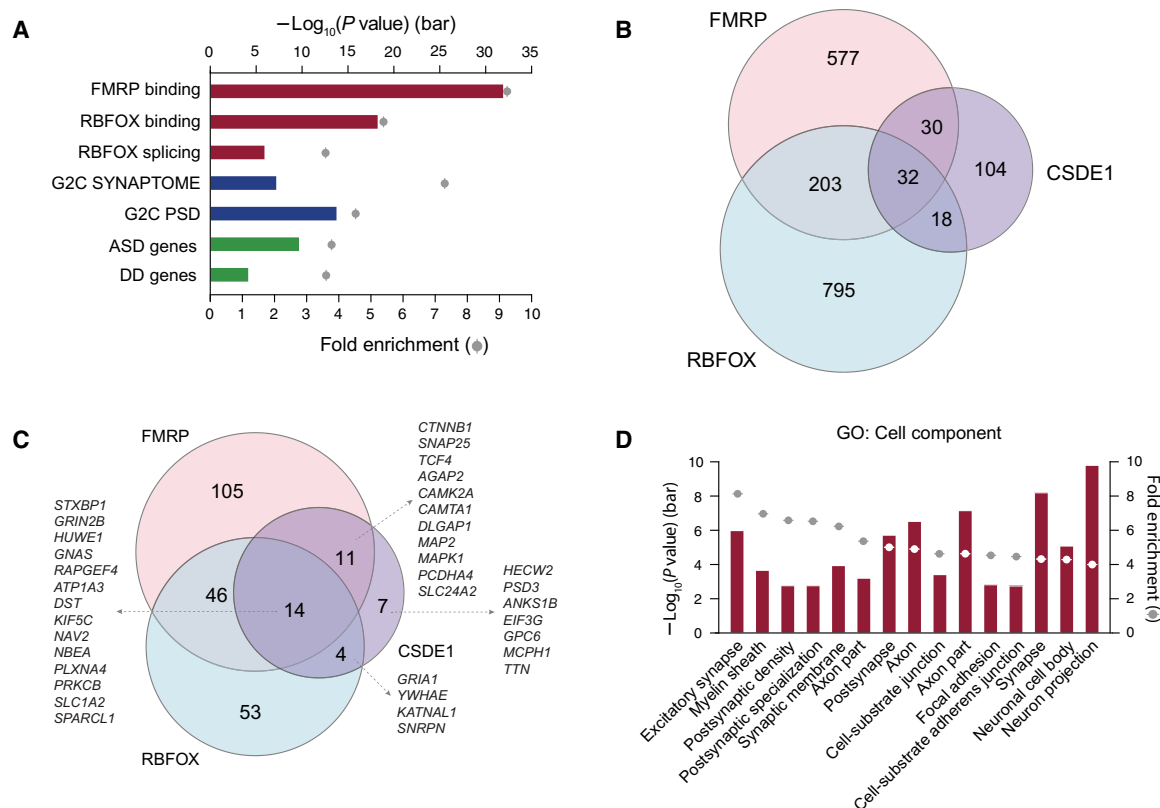 A
−Log10(P value) (bar)
0 5 10 15 20 25 30 35
FMRP binding
RBFOX binding
RBFOX splicing
G2C SYNAPTOME
G2C PSD
ASD genes
DD genes
0 1 2 3 4 5 6 7 8 9 10
Fold enrichment ( )
B
FMRP
577
30
CSDE1
104
203
32
18
795
RBFOX
C
FMRP
105
11
46
14
7
4
CSDE1
53
RBFOX
STXBP1
GRIN2B
HUWE1
GNAS
RAPGEF4
ATP1A3
DST
KIF5C
NAV2
NBEA
PLXNA4
PRKCB
SLC1A2
SPARCL1
CTNNB1
SNAP25
TCF4
AGAP2
CAMK2A
CAMTA1
DLGAP1
MAP2
MAPK1
PCDHA4
SLC24A2
HECW2
PSD3
ANKS1B
EIF3G
GPC6
MCPH1
TTN
GRIA1
YWHAE
KATNAL1
SNRPN
D
GO: Cell component
−Log10(P value) (bar)
10
8
6
4
2
0
10
8
6
4
2
0
Fold enrichment ( )
Excitatory synapse
Myelin sheath
Postsynaptic density
Postsynaptic specialization
Synaptic membrane
Axon part
Postsynapse
Axon
Cell-substrate junction
Axon part
Focal adhesion
Cell-substrate adherens junction
Synapse
Neuronal cell body
Neuron projection